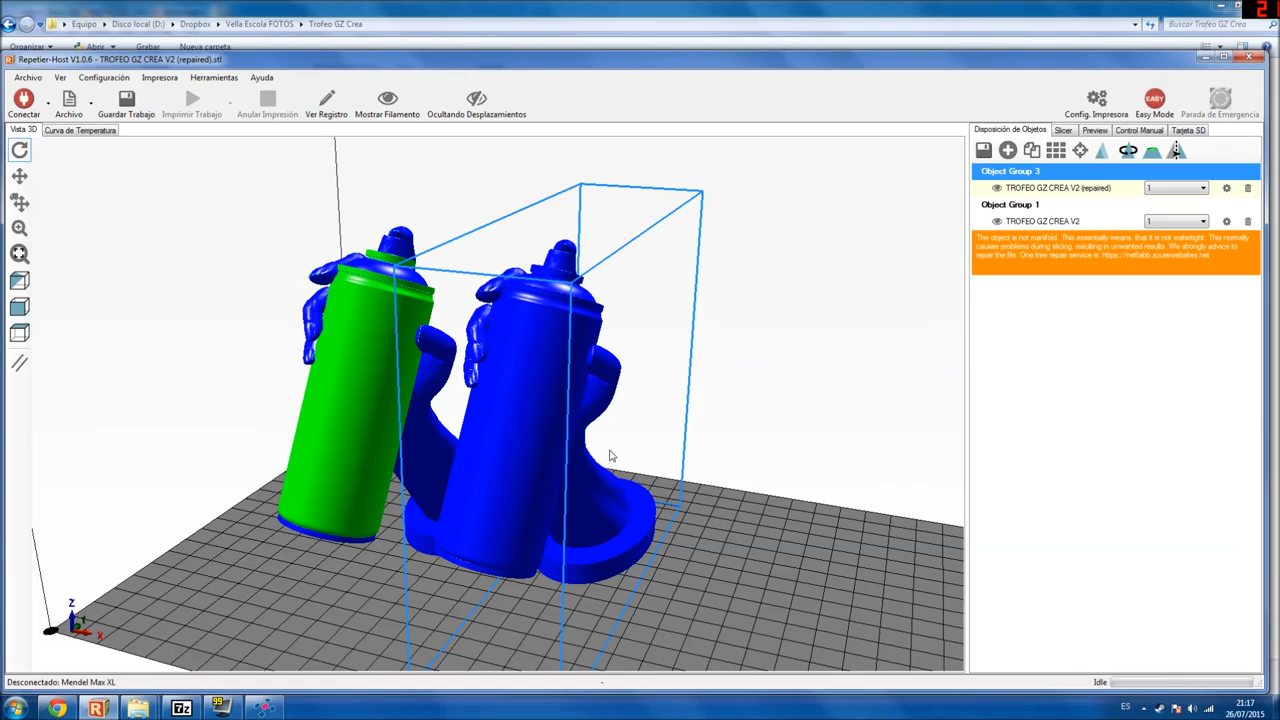 Equipo ▸ Disco local (D:) ▸ Dropbox ▸ Vella Escola FOTOS ▸ Trofeo GZ Crea
Buscar Trofeo GZ Crea
2
Organizar Abrir Grabar Nueva carpeta
Repetier-Host V1.0.6 - TROFEO GZ CREA V2 (repaired).stl
Archivo Ver Configuración Impresora Herramientas Ayuda
Conectar Archivo Guardar Trabajo Imprimir Trabajo Anular Impresión Ver Registro Mostrar Filamento Ocultando Desplazamientos
EASY
Config. Impresora Easy Mode Parada de Emergencia
Vista 3D Curva de Temperatura
Disposición de Objetos Slicer Preview Control Manual Tarjeta SD
Object Group 3
TROFEO GZ CREA V2 (repaired) 1
Object Group 1
TROFEO GZ CREA V2 1
The object is not manifold. This essentially means, that it is not watertight. This normally
causes problems during slicing, resulting in unwanted results. We strongly advice to
repair the file. One free repair service is: https://netfabb.azurewebsites.net
Z
X
Desconectado: Mendel Max XL
-
Idle
7z
99
ES
21:17
26/07/2015